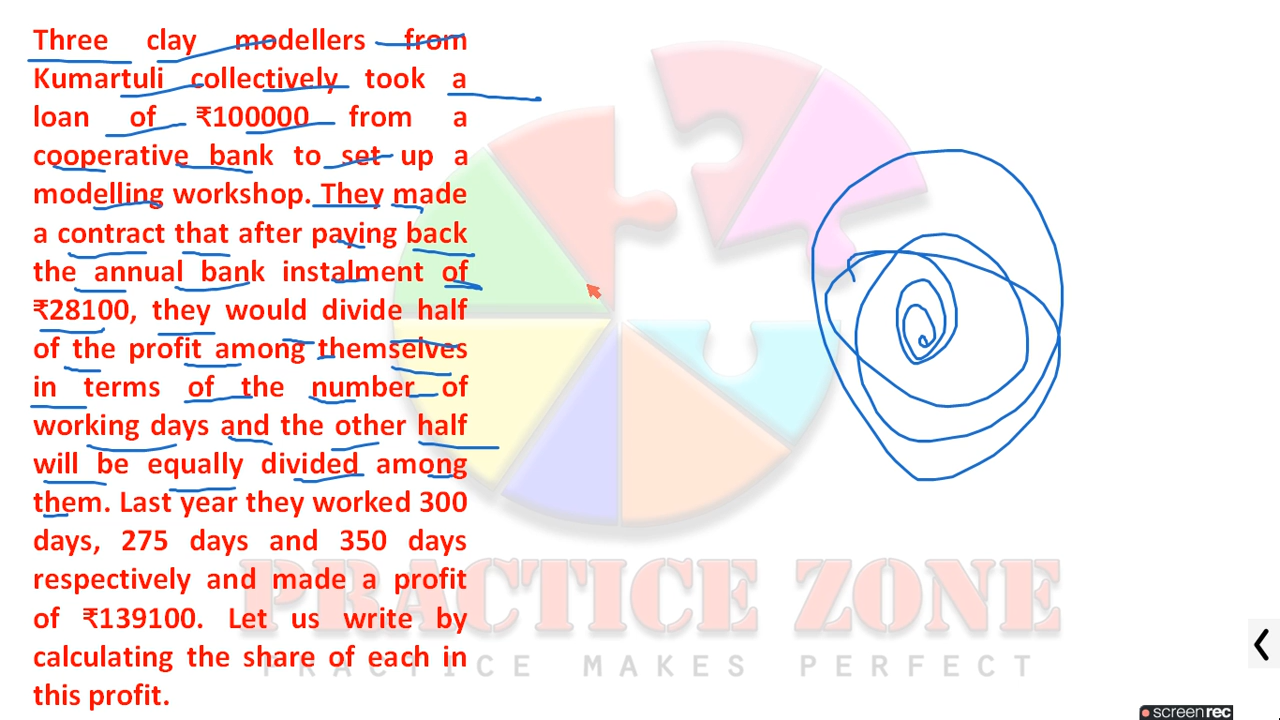 Three clay modellers from
Kumartuli collectively took a
loan of ₹100000 from a
cooperative bank to set up a
modelling workshop. They made
a contract that after paying back
the annual bank instalment of
₹28100, they would divide half
of the profit among themselves
in terms of the number of
working days and the other half
will be equally divided among
them. Last year they worked 300
days, 275 days and 350 days
respectively and made a profit
of ₹139100. Let us write by
calculating the share of each in
this profit.
PRACTICE ZONE
PRACTICE MAKES PERFECT
screenrec